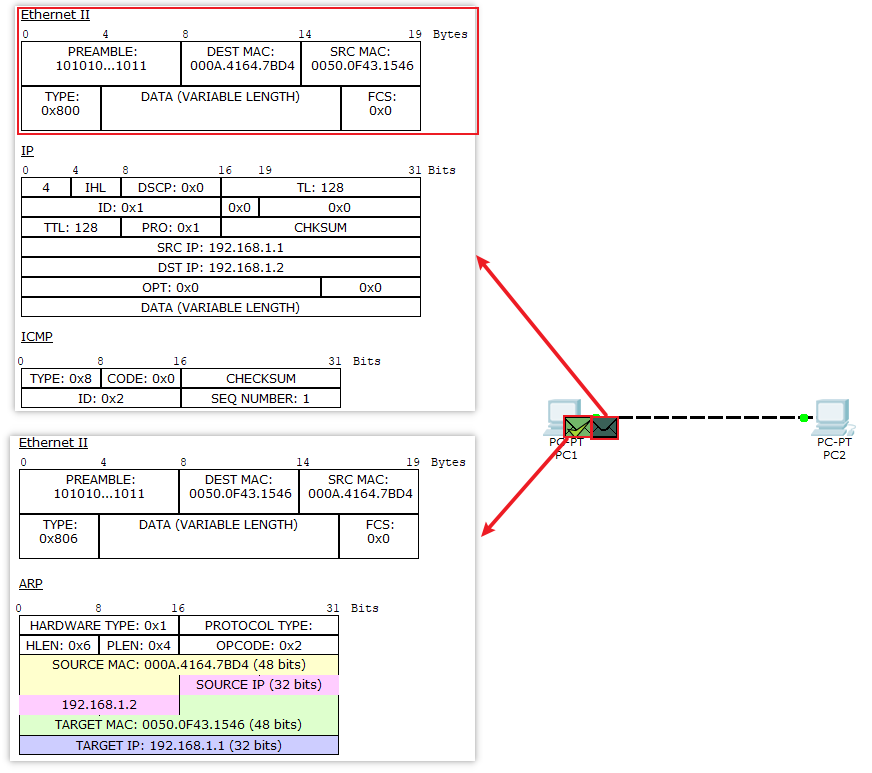 Ethernet II
0 4 8 14 19 Bytes
PREAMBLE: DEST MAC: SRC MAC:
101010...1011 000A.4164.7BD4 0050.0F43.1546
TYPE: DATA (VARIABLE LENGTH) FCS:
0x800 0x0
IP
0 4 8 16 19 31 Bits
4 IHL DSCP: 0x0 TL: 128
ID: 0x1 0x0 0x0
TTL: 128 PRO: 0x1 CHKSUM
SRC IP: 192.168.1.1
DST IP: 192.168.1.2
OPT: 0x0 0x0
DATA (VARIABLE LENGTH)
ICMP
0 8 16 31 Bits
TYPE: 0x8 CODE: 0x0 CHECKSUM
ID: 0x2 SEQ NUMBER: 1
Ethernet II
0 4 8 14 19 Bytes
PREAMBLE: DEST MAC: SRC MAC:
101010...1011 0050.0F43.1546 000A.4164.7BD4
TYPE: DATA (VARIABLE LENGTH) FCS:
0x806 0x0
ARP
0 8 16 31 Bits
HARDWARE TYPE: 0x1 PROTOCOL TYPE:
HLEN: 0x6 PLEN: 0x4 OPCODE: 0x2
SOURCE MAC: 000A.4164.7BD4 (48 bits)
SOURCE IP (32 bits)
192.168.1.2
TARGET MAC: 0050.0F43.1546 (48 bits)
TARGET IP: 192.168.1.1 (32 bits)
PC-PT
PC1
PC-PT
PC2